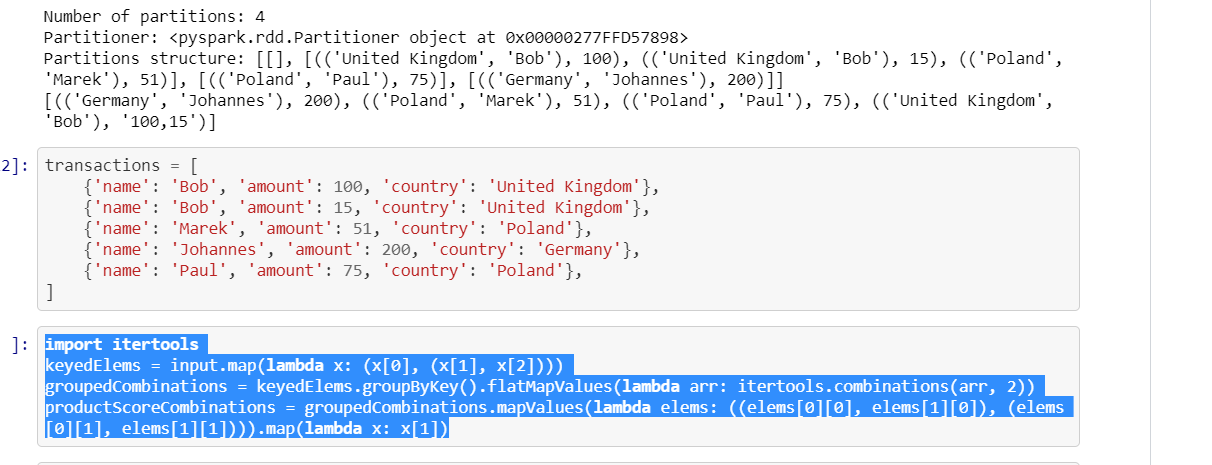 Number of partitions: 4
Partitioner: <pyspark.rdd.Partitioner object at 0x00000277FFD57898>
Partitions structure: [[], [(('United Kingdom', 'Bob'), 100), (('United Kingdom', 'Bob'), 15), (('Poland',
'Marek'), 51)], [(('Poland', 'Paul'), 75)], [(('Germany', 'Johannes'), 200)]]
[(('Germany', 'Johannes'), 200), (('Poland', 'Marek'), 51), (('Poland', 'Paul'), 75), (('United Kingdom',
'Bob'), '100,15')]
2]: transactions = [
{'name': 'Bob', 'amount': 100, 'country': 'United Kingdom'},
{'name': 'Bob', 'amount': 15, 'country': 'United Kingdom'},
{'name': 'Marek', 'amount': 51, 'country': 'Poland'},
{'name': 'Johannes', 'amount': 200, 'country': 'Germany'},
{'name': 'Paul', 'amount': 75, 'country': 'Poland'},
]
]: import itertools
keyedElems = input.map(lambda x: (x[0], (x[1], x[2])))
groupedCombinations = keyedElems.groupByKey().flatMapValues(lambda arr: itertools.combinations(arr, 2))
productScoreCombinations = groupedCombinations.mapValues(lambda elems: ((elems[0][0], elems[1][0]), (elems
[0][1], elems[1][1]))).map(lambda x: x[1])